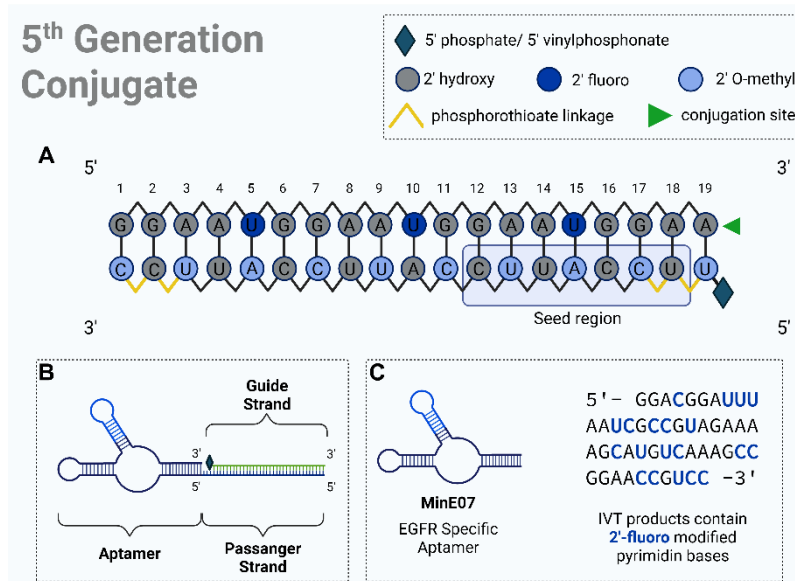 5th Generation
Conjugate
5' phosphate/ 5' vinylphosphonate
2' hydroxy 2' fluoro 2' O-methyl
phosphorothioate linkage conjugation site
A
5' 3'
1 2 3 4 5 6 7 8 9 10 11 12 13 14 15 16 17 18 19
G G A A U G G A A U G G A A U G G A A
C C U U A C C U U A C C U U A C C U U
Seed region
3' 5'
B
Guide
Strand
3' 3'
5' 5'
Aptamer
Passanger
Strand
C
MinE07
EGFR Specific
Aptamer
5'- GGACGGAUUU
AAUCGCCGUAGAAA
AGCAUGUCAAAGCC
GGAACCGUCC -3'
IVT products contain
2'-fluoro modified
pyrimidin bases